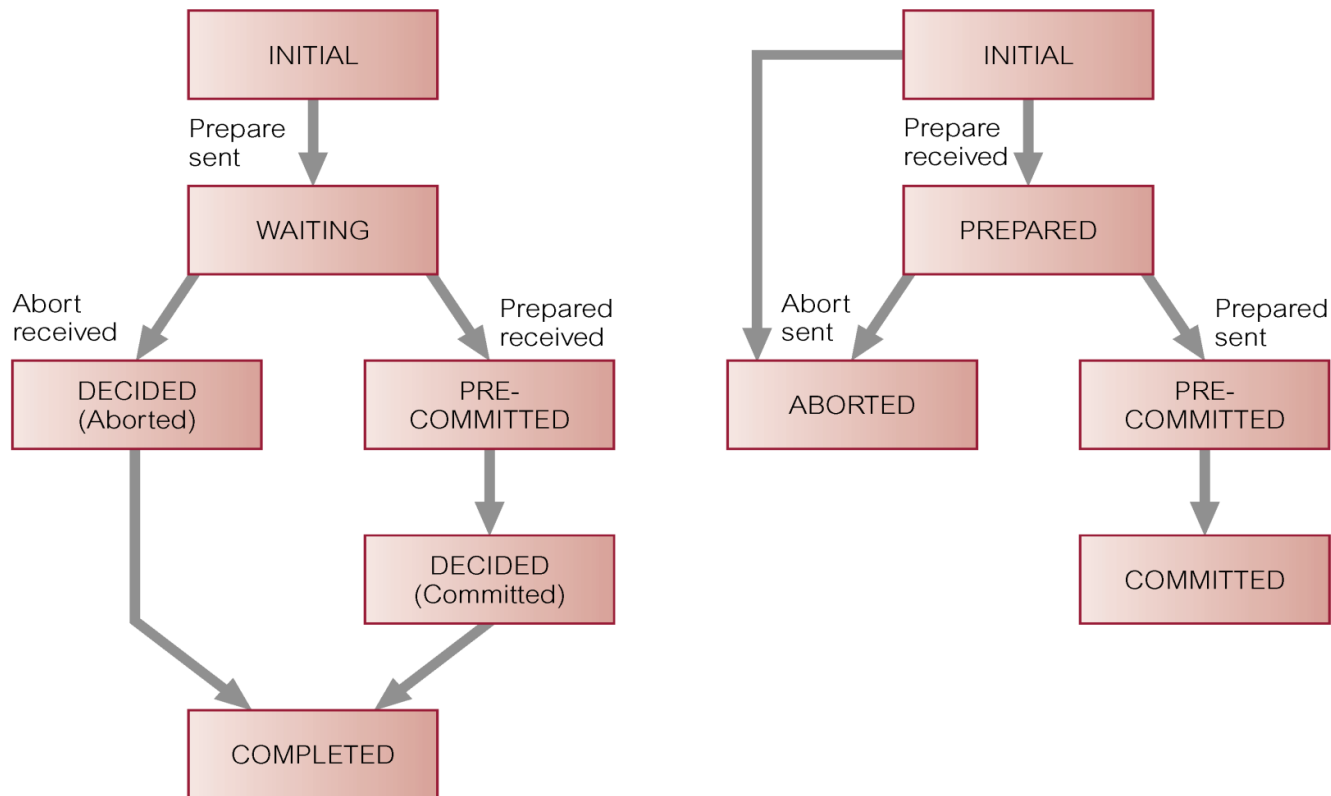 INITIAL
Prepare
sent
WAITING
Abort
received
Prepared
received
DECIDED
(Aborted)
PRE-
COMMITTED
DECIDED
(Committed)
COMPLETED
INITIAL
Prepare
received
PREPARED
Abort
sent
Prepared
sent
ABORTED
PRE-
COMMITTED
COMMITTED